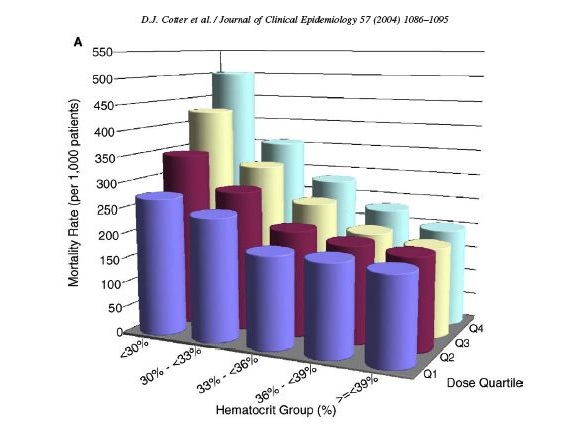 D.J. Cotter et al. / Journal of Clinical Epidemiology 57 (2004) 1086–1095
A
550
500
450
400
350
300
250
200
150
100
50
0
Mortality Rate (per 1,000 patients)
<30%
30% - <33%
33% - <36%
36% - <39%
>=<39%
Hematocrit Group (%)
Q1
Q2
Q3
Q4
Dose Quartile